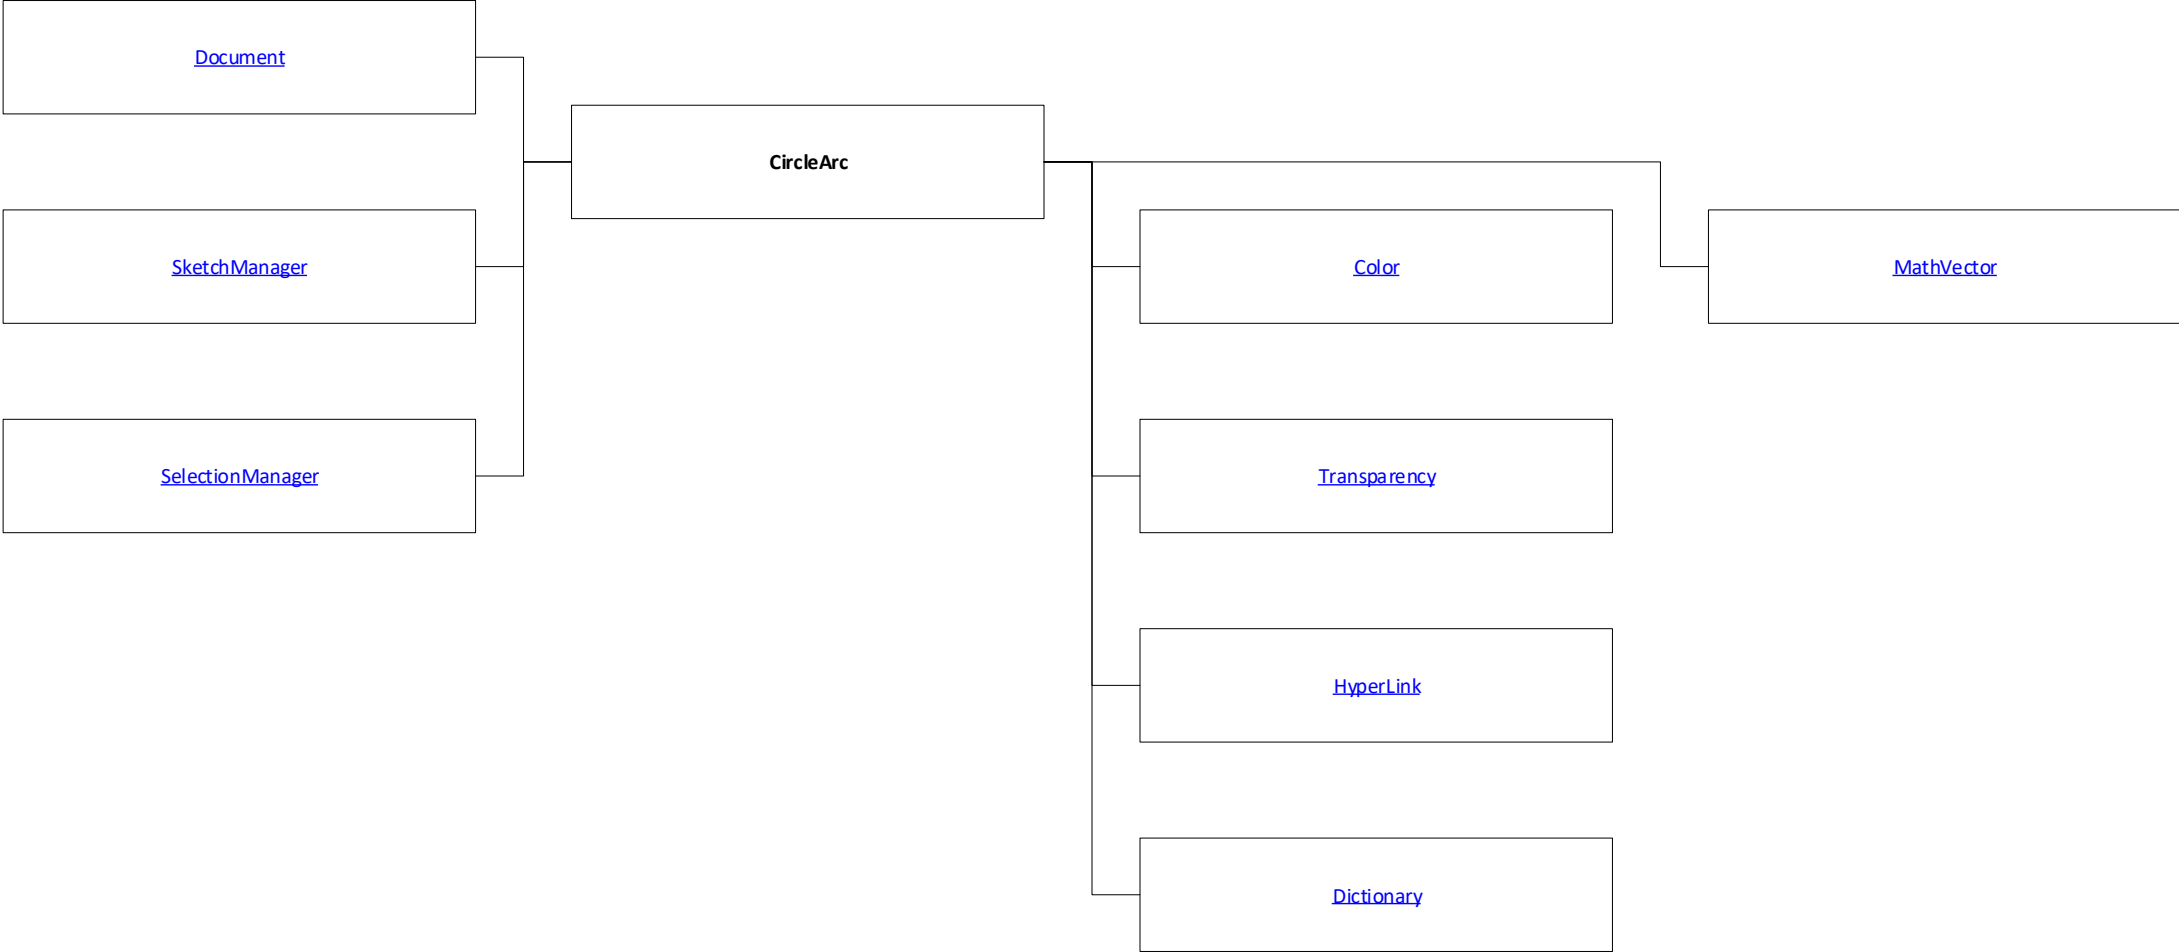 Document
CircleArc
SketchManager
Color
MathVector
SelectionManager
Transparency
HyperLink
Dictionary